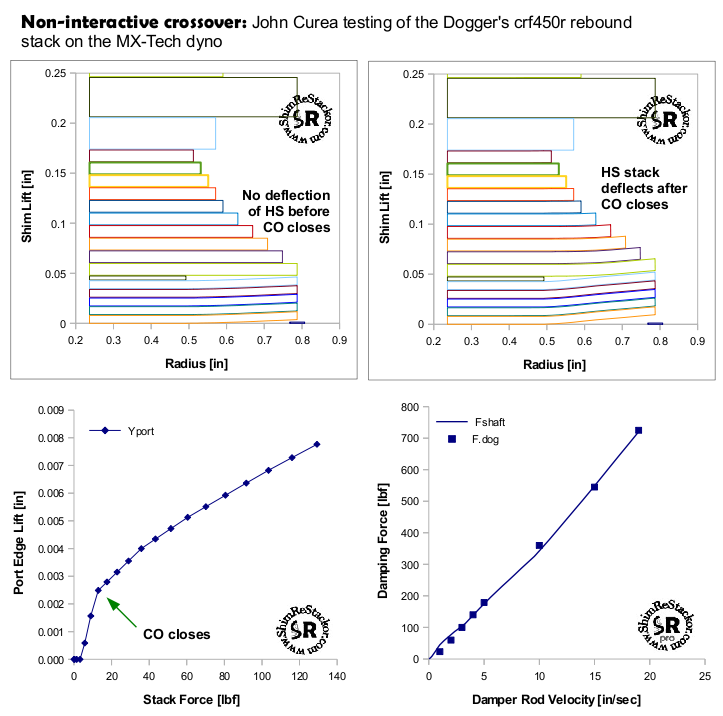 Non-interactive crossover: John Curea testing of the Dogger's crf450r rebound
stack on the MX-Tech dyno
0.25
0.2
0.15
0.1
0.05
0
Shim Lift [in]
0.2 0.3 0.4 0.5 0.6 0.7 0.8 0.9
Radius [in]
No deflection
of HS before
CO closes
www.ShimReStackor.com
SR
0.25
0.2
0.15
0.1
0.05
0
Shim Lift [in]
0.2 0.3 0.4 0.5 0.6 0.7 0.8 0.9
Radius [in]
HS stack
deflects after
CO closes
www.ShimReStackor.com
SR
0.009
0.008
0.007
0.006
0.005
0.004
0.003
0.002
0.001
0.000
Port Edge Lift [in]
Yport
CO closes
0 20 40 60 80 100 120 140
Stack Force [lbf]
www.ShimReStackor.com
SR
800
700
600
500
400
300
200
100
0
Damping Force [lbf]
Fshaft
F.dog
0 5 10 15 20 25
Damper Rod Velocity [in/sec]
www.ShimReStackor.com
SR
pro